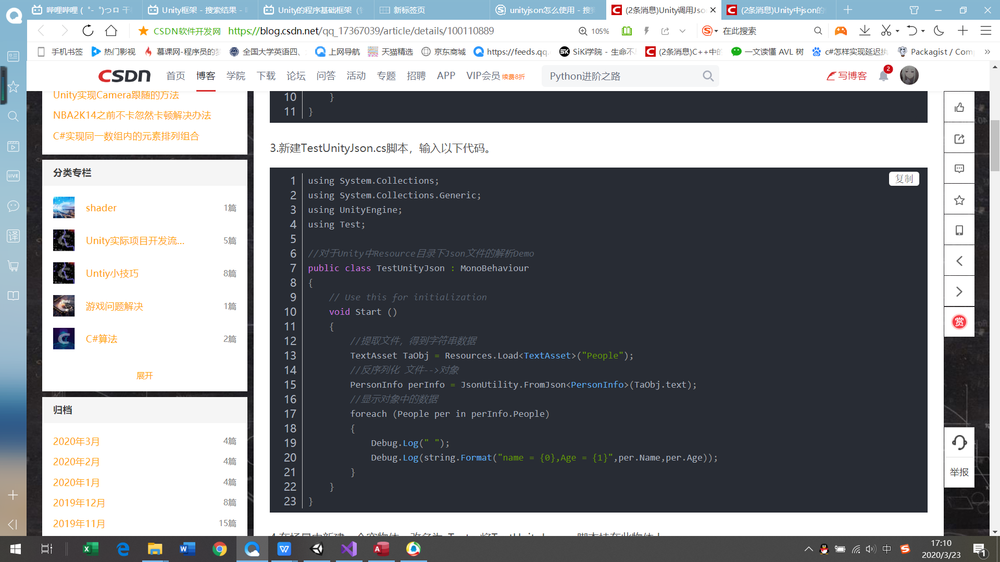 哔哩哔哩 (゜-゜)つロ 干
Unity框架 - 搜索结果 -
Unity的程序基础框架（
新标签页
unityjson怎么使用 - 搜
(2条消息)Unity调用Jso
(2条消息)Unity中json的
CSDN软件开发网 https://blog.csdn.net/qq_17367039/article/details/100110889
105%
在此搜索
手机书签
热门影视
慕课网-程序员的梦
全国大学英语四、
上网导航
天猫精选
京东商城
https://feeds.qq.
SiKi学院 - 生命不
(2条消息)C++中的
一文读懂 AVL 树
c#怎样实现延迟执
Packagist / Com
CSDN 首页 博客 学院 下载 论坛 问答 活动 专题 招聘 APP VIP会员 续费8折
Python进阶之路
写博客
2
Unity实现Camera跟随的方法
NBA2K14之前不卡忽然卡顿解决办法
C#实现同一数组内的元素排列组合
分类专栏
shader 1篇
Unity实际项目开发流... 5篇
Untiy小技巧 8篇
游戏问题解决 1篇
C#算法 2篇
展开
归档
2020年3月 4篇
2020年2月 4篇
2020年1月 4篇
2019年12月 8篇
2019年11月 15篇
10 }
11 }
3.新建TestUnityJson.cs脚本，输入以下代码。
复制
1 using System.Collections;
2 using System.Collections.Generic;
3 using UnityEngine;
4 using Test;
5
6 //对于Unity中Resource目录下Json文件的解析Demo
7 public class TestUnityJson : MonoBehaviour
8 {
9 // Use this for initialization
10 void Start ()
11 {
12 //提取文件，得到字符串数据
13 TextAsset TaObj = Resources.Load<TextAsset>("People");
14 //反序列化 文件-->对象
15 PersonInfo perInfo = JsonUtility.FromJson<PersonInfo>(TaObj.text);
16 //显示对象中的数据
17 foreach (People per in perInfo.People)
18 {
19 Debug.Log(" ");
20 Debug.Log(string.Format("name = {0},Age = {1}",per.Name,per.Age));
21 }
22 }
23 }
LIVE
译
赏
举报
中
17:10
2020/3/23
1